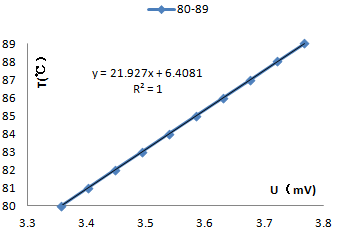 80-89
T(℃)
89
88
87
86
85
84
83
82
81
80
y = 21.927x + 6.4081
R² = 1
U（mV)
3.3 3.4 3.5 3.6 3.7 3.8